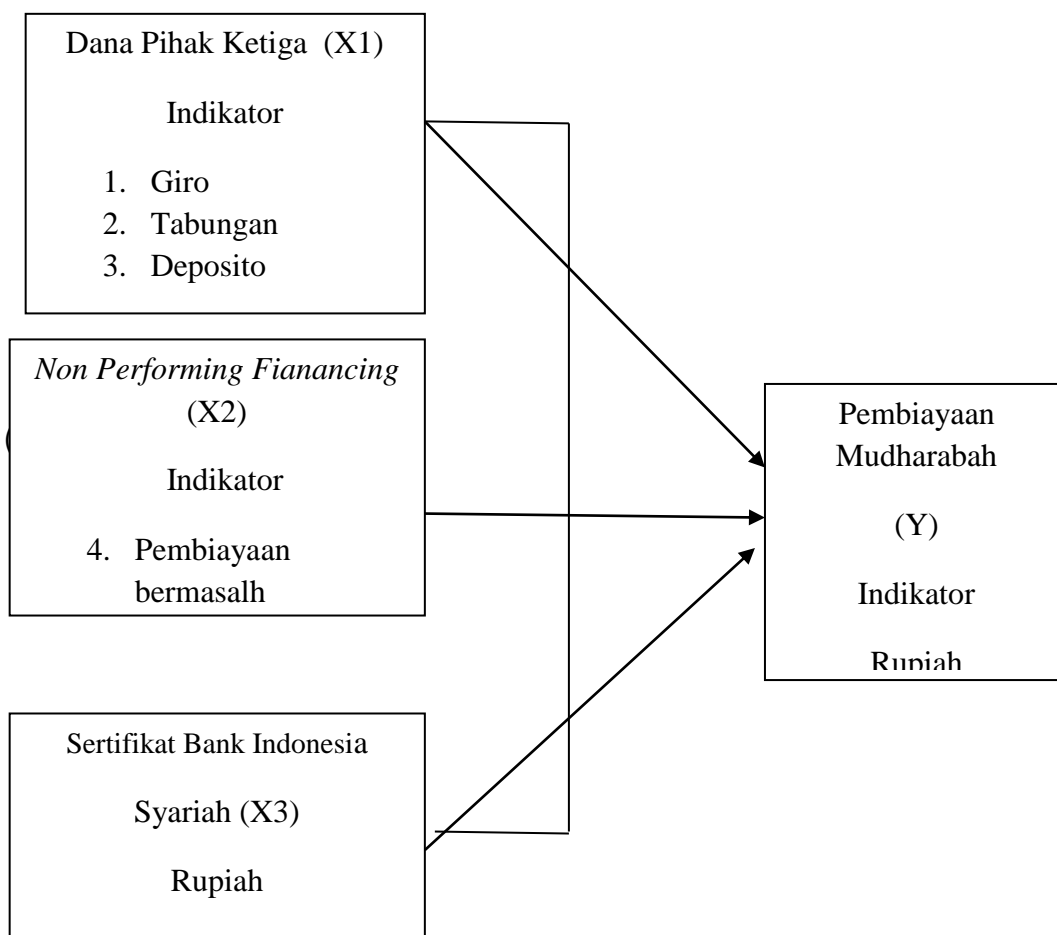 Dana Pihak Ketiga (X1)
Indikator
1. Giro
2. Tabungan
3. Deposito
Non Performing Fianancing
(X2)
Indikator
4. Pembiayaan
bermasalh
Sertifikat Bank Indonesia
Syariah (X3)
Rupiah
Pembiayaan
Mudharabah
(Y)
Indikator
Rupiah